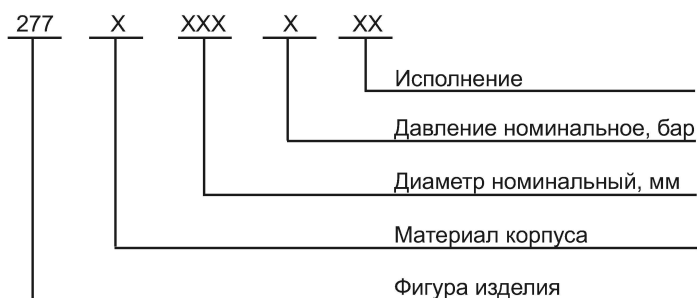 277 X XXX X XX
Исполнение
Давление номинальное, бар
Диаметр номинальный, мм
Материал корпуса
Фигура изделия